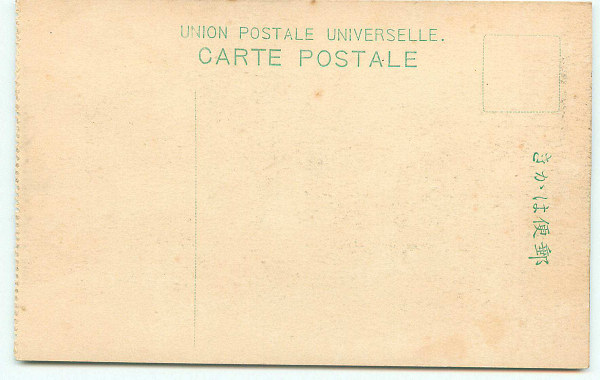 UNION POSTALE UNIVERSELLE.
CARTE POSTALE
きかは便郵